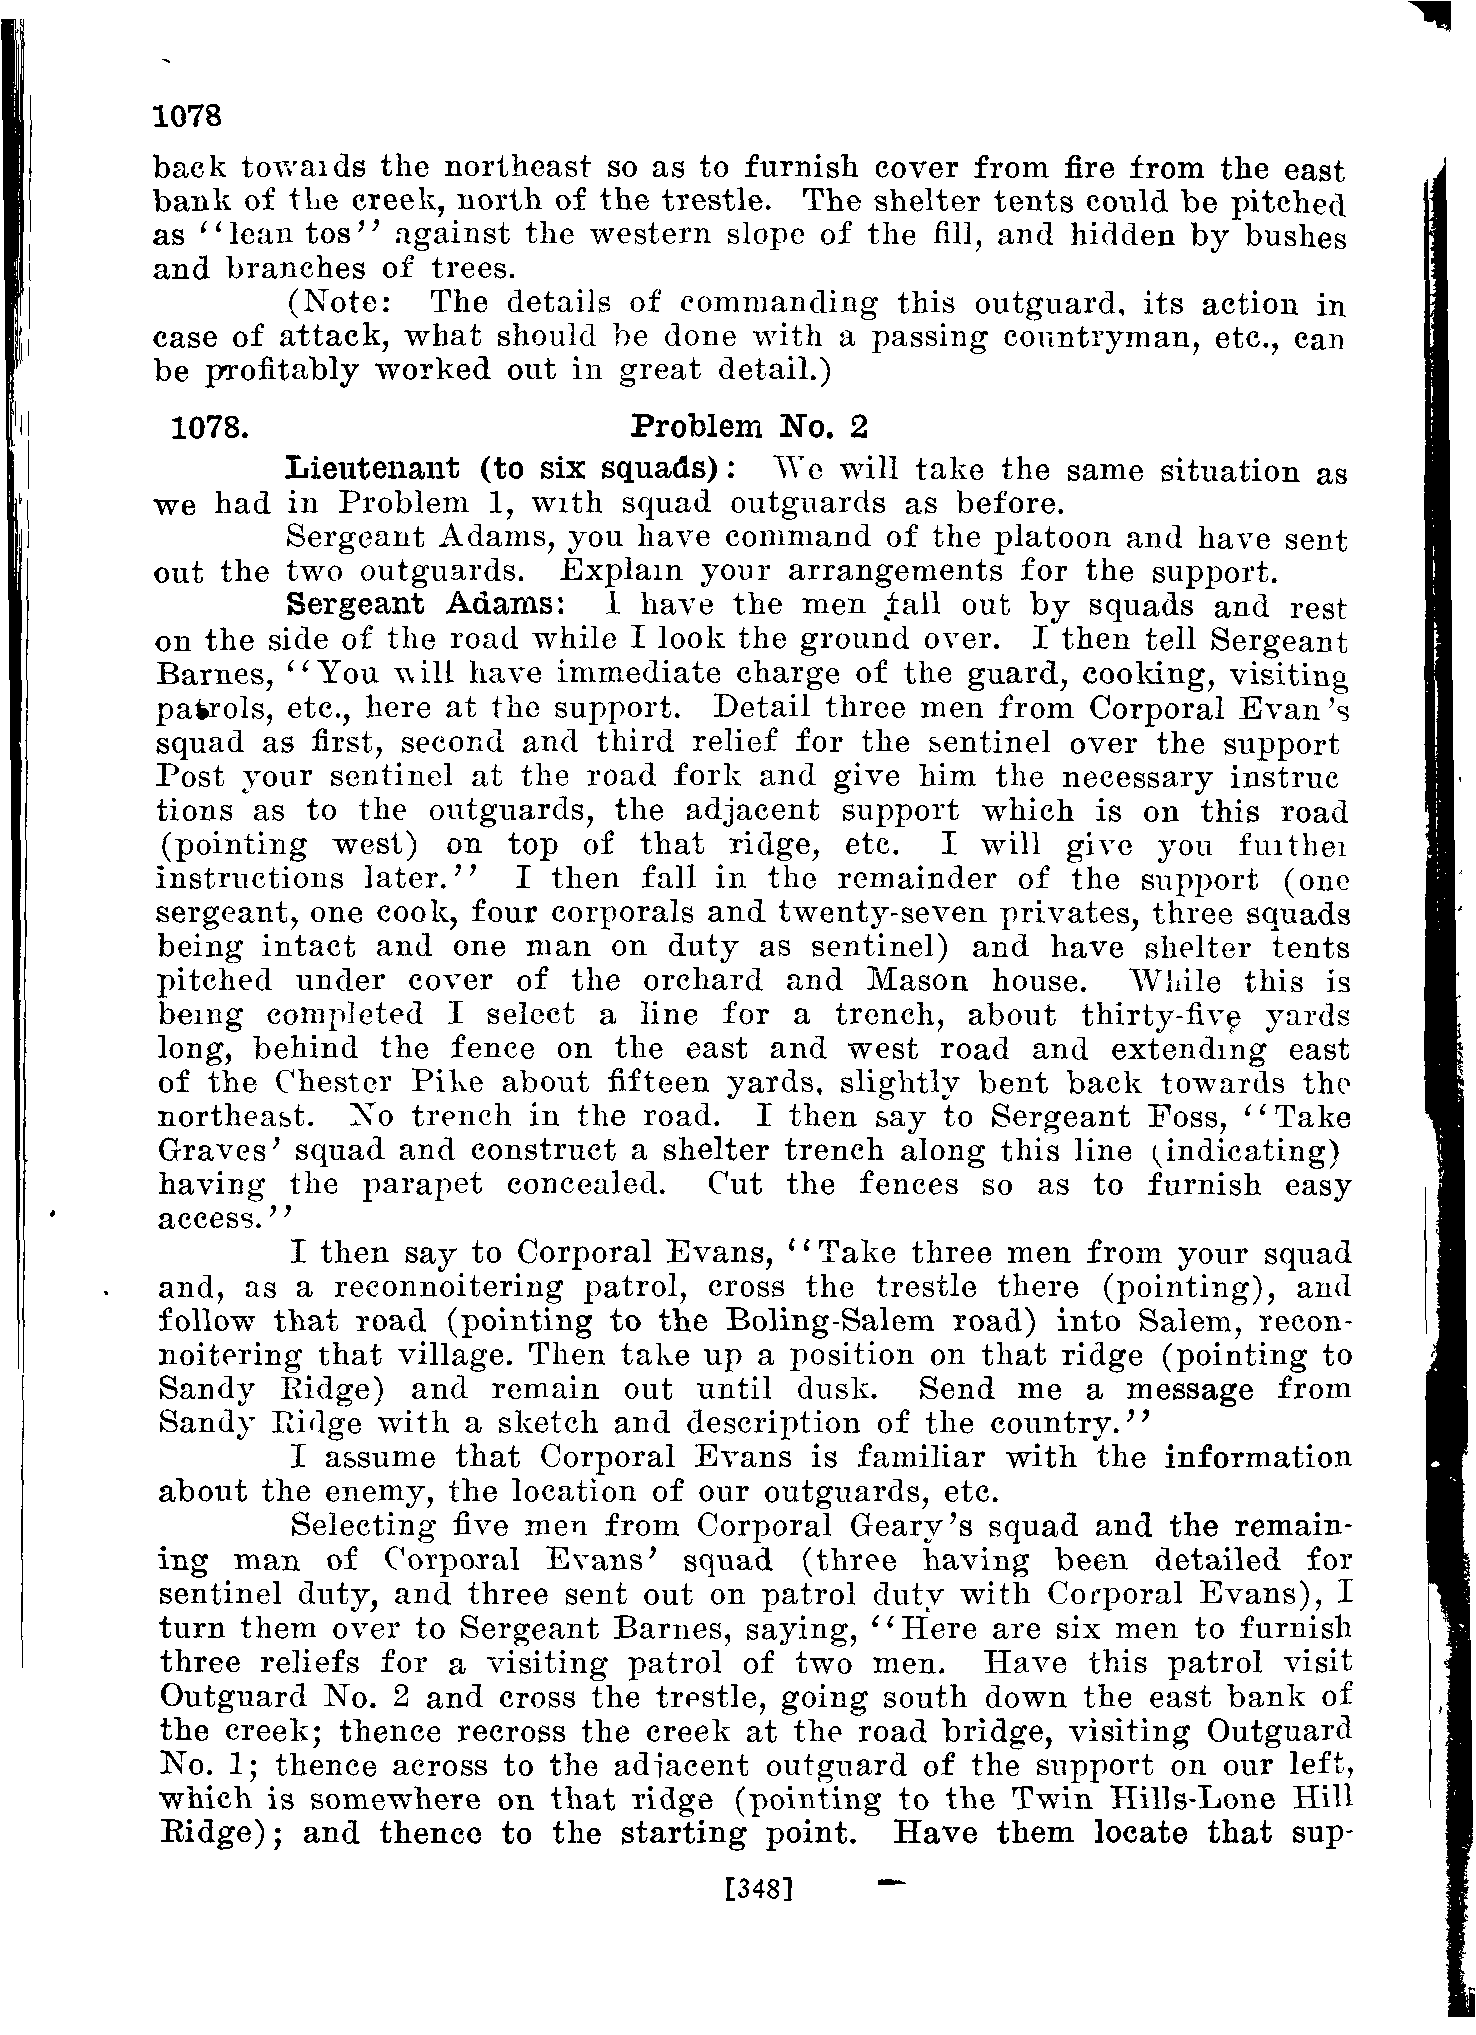 1078
back towards the northeast so as to furnish cover from fire from the east
bank of the creek, north of the trestle. The shelter tents could be pitched
as "lean tos" against the western slope of the fill, and hidden by bushes
and branches of trees.
(Note: The details of commanding this outguard, its action in
case of attack, what should be done with a passing countryman, etc., can
be profitably worked out in great detail.)
1078. Problem No. 2
Lieutenant (to six squads): We will take the same situation as
we had in Problem 1, with squad outguards as before.
Sergeant Adams, you have command of the platoon and have sent
out the two outguards. Explain your arrangements for the support.
Sergeant Adams: I have the men fall out by squads and rest
on the side of the road while I look the ground over. I then tell Sergeant
Barnes, "You will have immediate charge of the guard, cooking, visiting
patrols, etc., here at the support. Detail three men from Corporal Evan's
squad as first, second and third relief for the sentinel over the support
Post your sentinel at the road fork and give him the necessary instruc
tions as to the outguards, the adjacent support which is on this road
(pointing west) on top of that ridge, etc. I will give you further
instructions later." I then fall in the remainder of the support (one
sergeant, one cook, four corporals and twenty-seven privates, three squads
being intact and one man on duty as sentinel) and have shelter tents
pitched under cover of the orchard and Mason house. While this is
being completed I select a line for a trench, about thirty-five yards
long, behind the fence on the east and west road and extending east
of the Chester Pike about fifteen yards, slightly bent back towards the
northeast. No trench in the road. I then say to Sergeant Foss, "Take
Graves' squad and construct a shelter trench along this line (indicating)
having the parapet concealed. Cut the fences so as to furnish easy
access."
I then say to Corporal Evans, "Take three men from your squad
and, as a reconnoitering patrol, cross the trestle there (pointing), and
follow that road (pointing to the Boling-Salem road) into Salem, recon-
noitering that village. Then take up a position on that ridge (pointing to
Sandy Ridge) and remain out until dusk. Send me a message from
Sandy Ridge with a sketch and description of the country."
I assume that Corporal Evans is familiar with the information
about the enemy, the location of our outguards, etc.
Selecting five men from Corporal Geary's squad and the remain-
ing man of Corporal Evans' squad (three having been detailed for
sentinel duty, and three sent out on patrol duty with Corporal Evans), I
turn them over to Sergeant Barnes, saying, "Here are six men to furnish
three reliefs for a visiting patrol of two men. Have this patrol visit
Outguard No. 2 and cross the trestle, going south down the east bank of
the creek; thence recross the creek at the road bridge, visiting Outguard
No. 1; thence across to the adjacent outguard of the support on our left,
which is somewhere on that ridge (pointing to the Twin Hills-Lone Hill
Ridge); and thence to the starting point. Have them locate that sup-
[348]